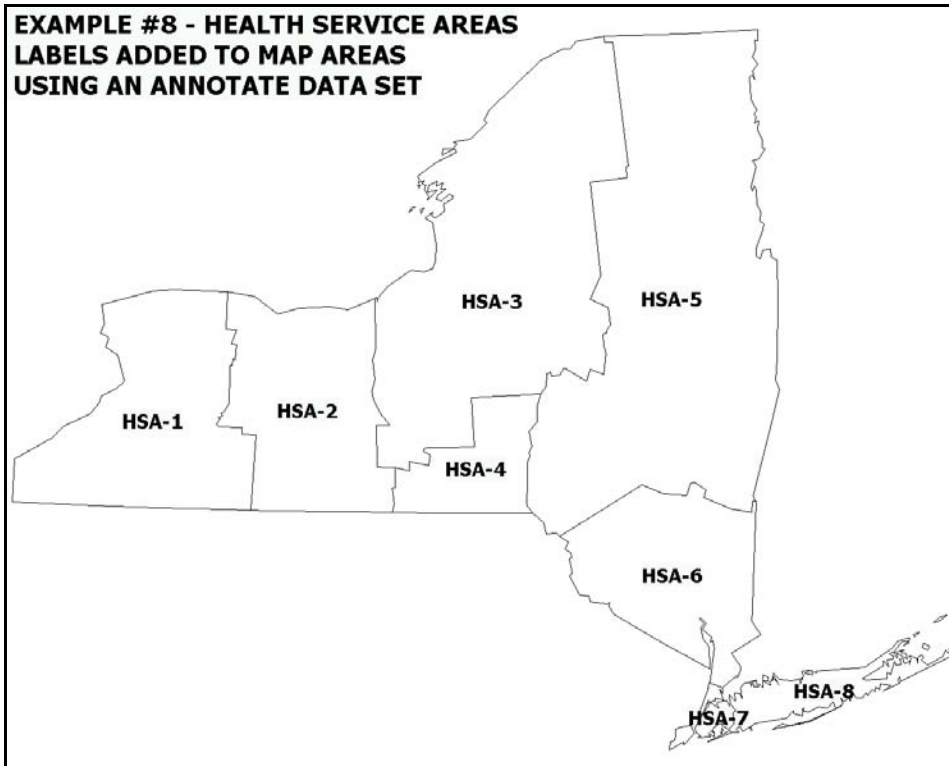 EXAMPLE #8 - HEALTH SERVICE AREAS
LABELS ADDED TO MAP AREAS
USING AN ANNOTATE DATA SET
HSA-3
HSA-5
HSA-2
HSA-1
HSA-4
HSA-6
HSA-8
HSA-7